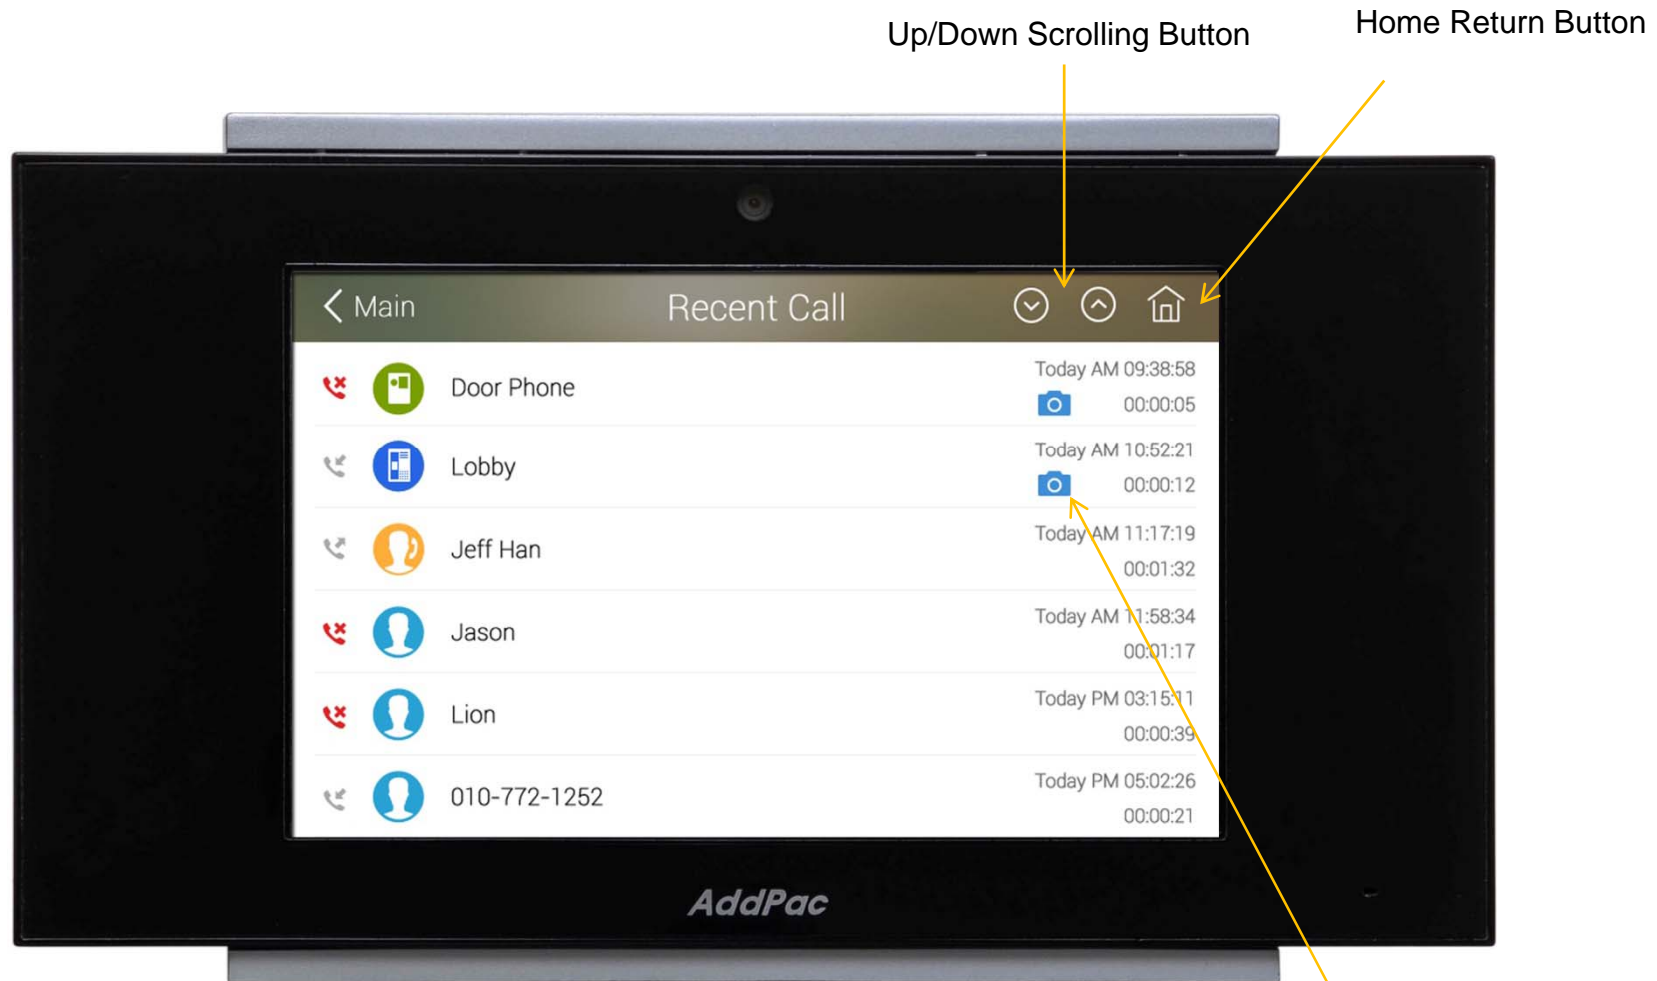 Up/Down Scrolling Button
Home Return Button
Main
Recent Call
Door Phone
Today AM 09:38:58
00:00:05
Lobby
Today AM 10:52:21
00:00:12
Jeff Han
Today AM 11:17:19
00:01:32
Jason
Today AM 11:58:34
00:01:17
Lion
Today PM 03:15:11
00:00:39
010-772-1252
Today PM 05:02:26
00:00:21
AddPac